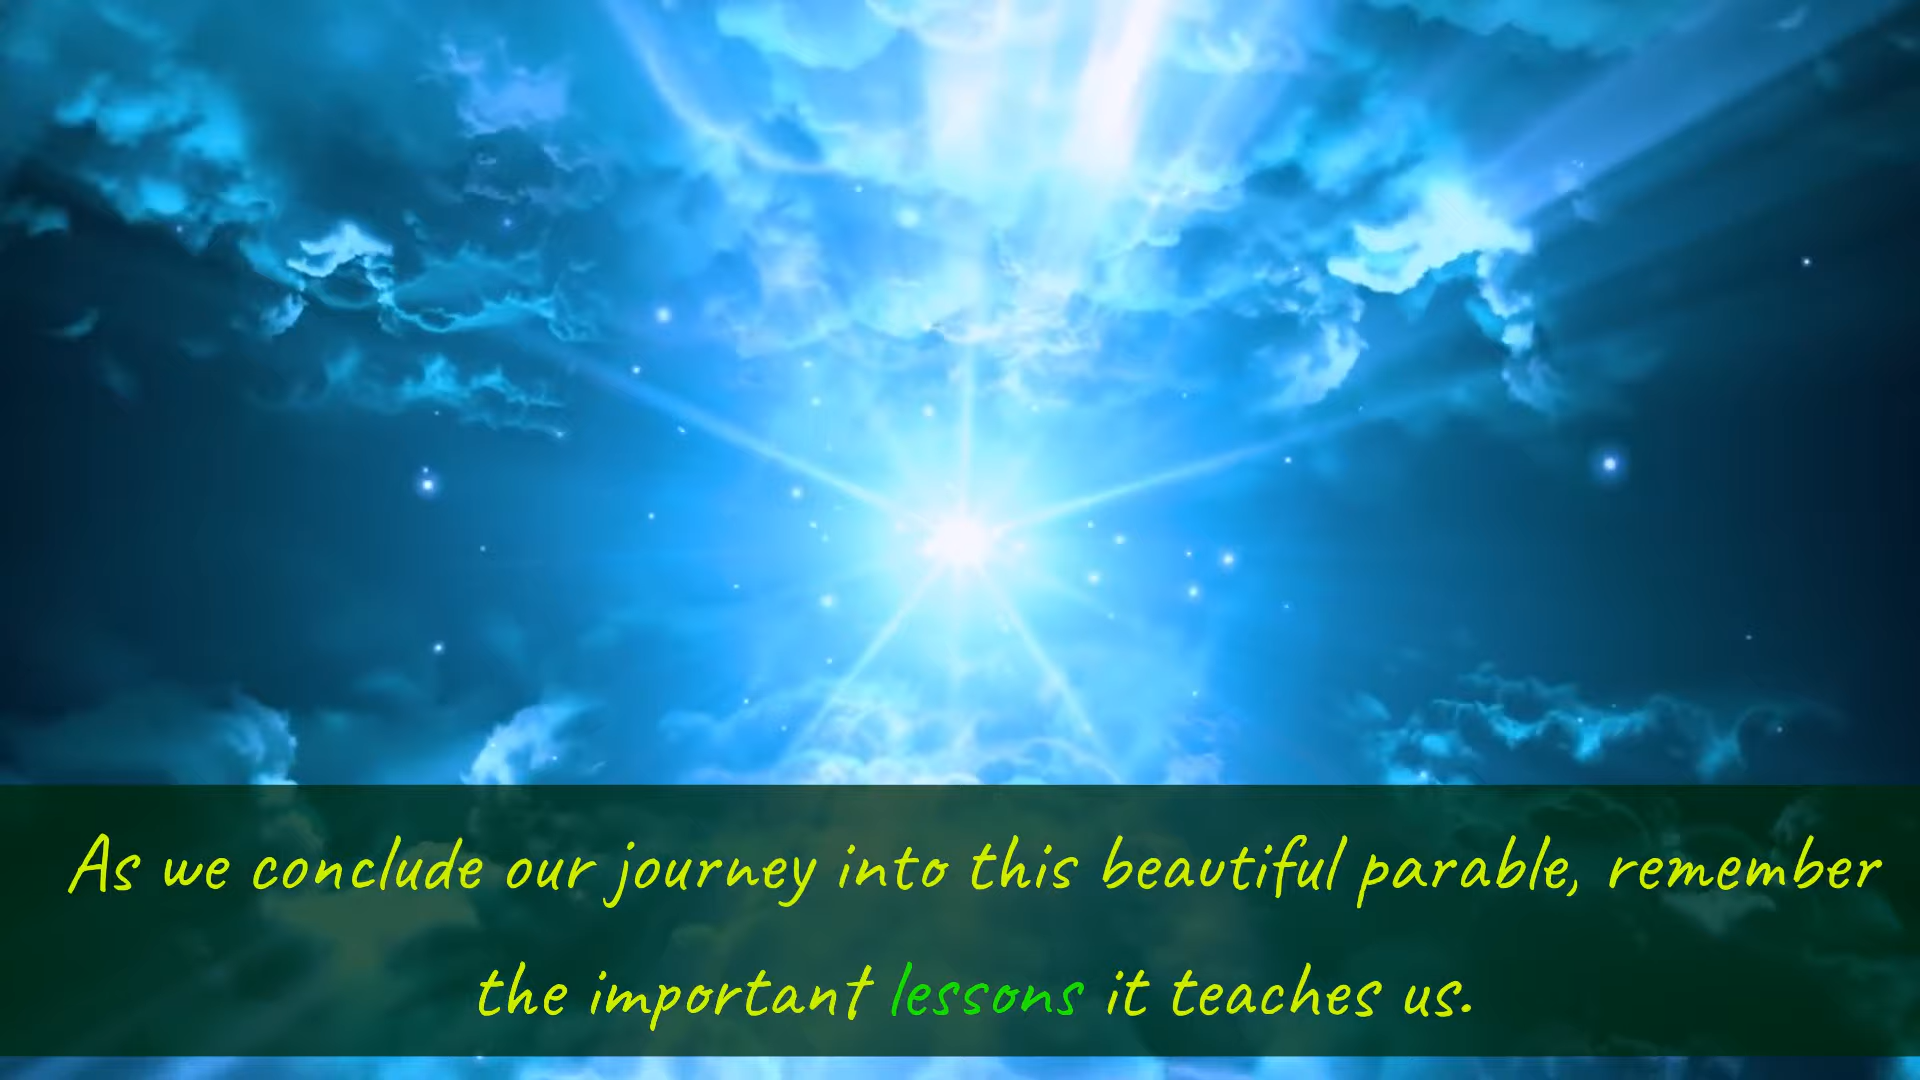 As we conclude our journey into this beautiful parable, remember
the important lessons it teaches us.